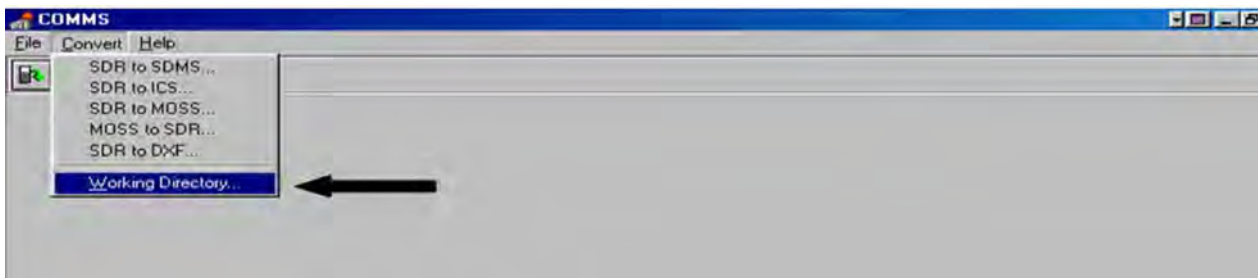 COMMS
File Convert Help
SDR to SDMS...
SDR to ICS...
SDR to MOSS...
MOSS to SDR...
SDR to DXF...
Working Directory...